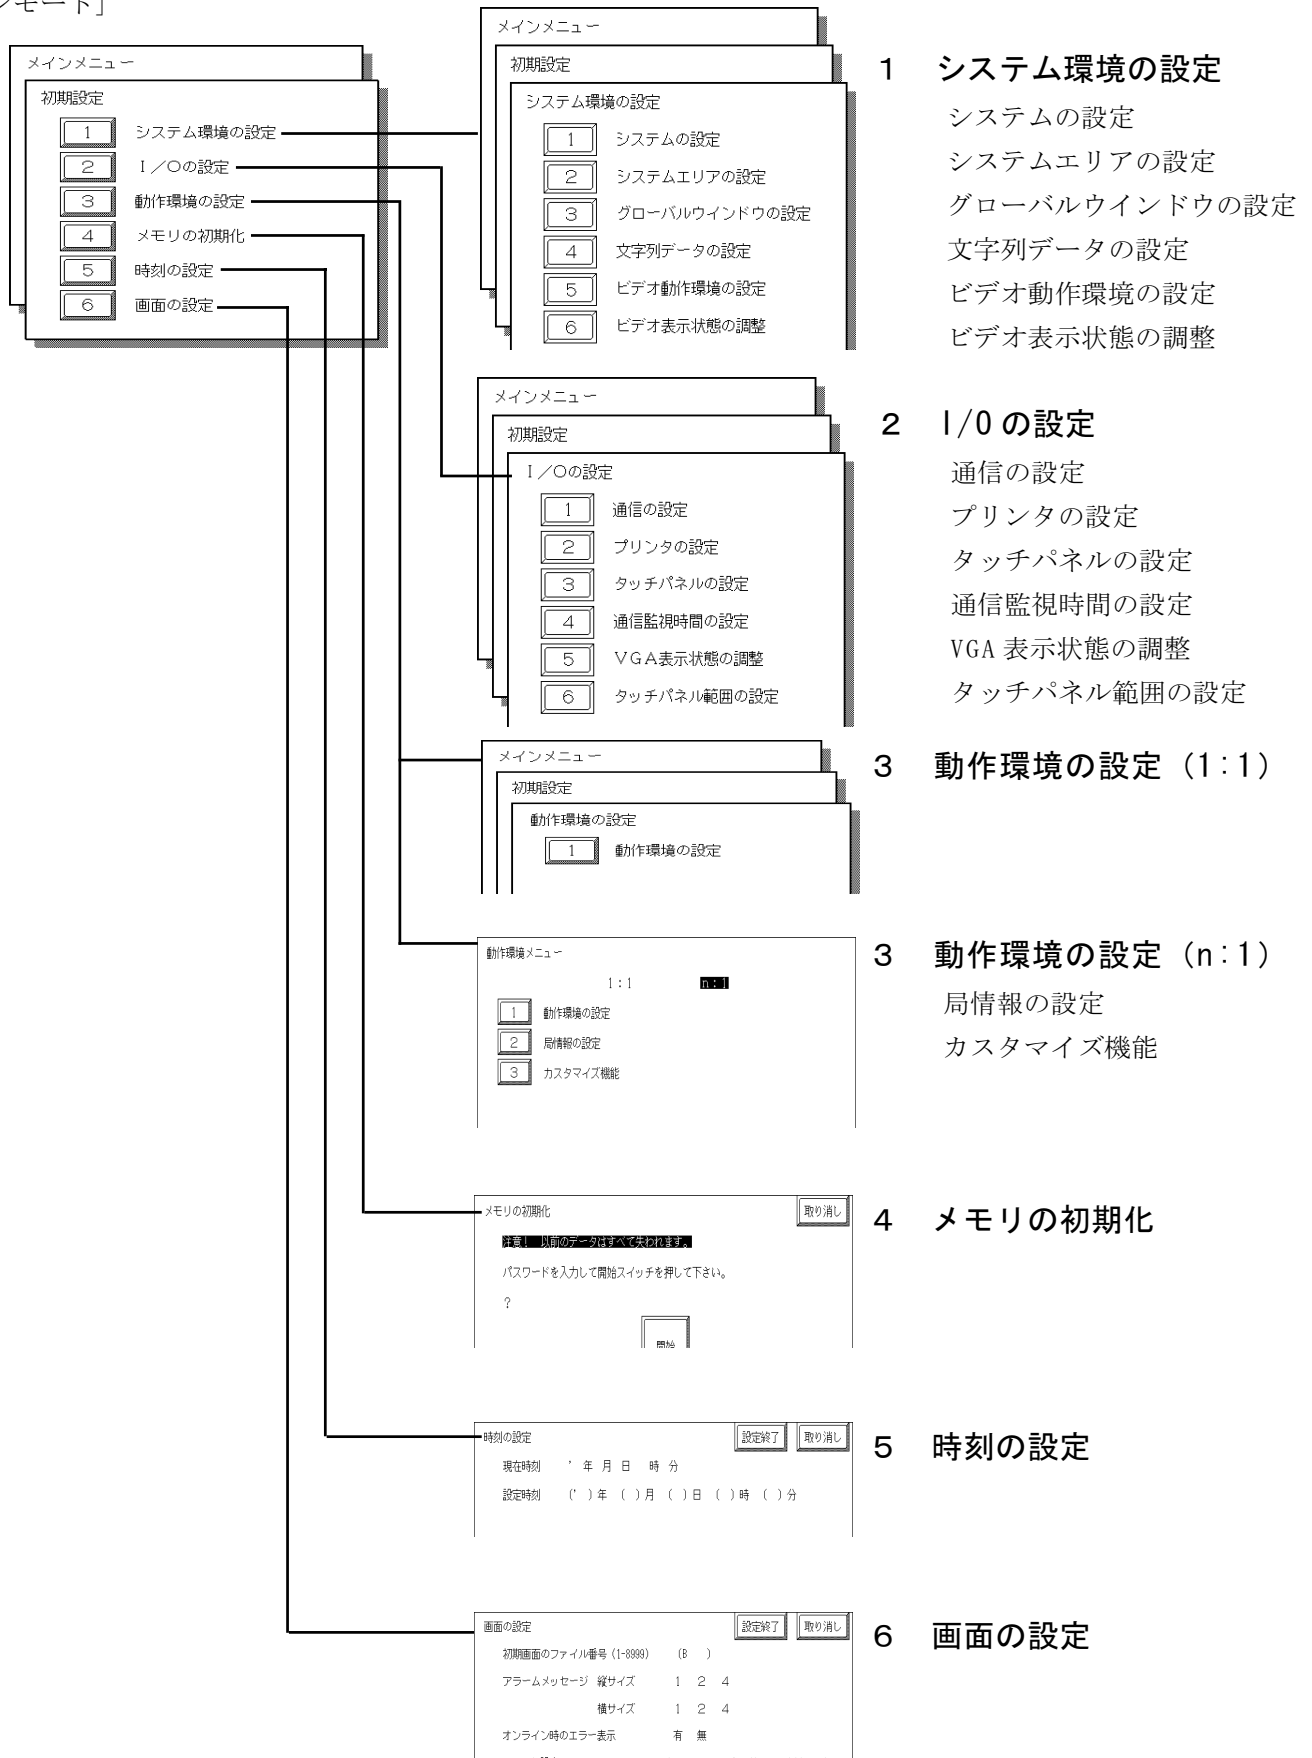 ンモード］
メインメニュー
初期設定
1 システム環境の設定
2 Ｉ／Ｏの設定
3 動作環境の設定
4 メモリの初期化
5 時刻の設定
6 画面の設定
メインメニュー
初期設定
システム環境の設定
1 システムの設定
2 システムエリアの設定
3 グローバルウインドウの設定
4 文字列データの設定
5 ビデオ動作環境の設定
6 ビデオ表示状態の調整
1 システム環境の設定
システムの設定
システムエリアの設定
グローバルウインドウの設定
文字列データの設定
ビデオ動作環境の設定
ビデオ表示状態の調整
メインメニュー
初期設定
Ｉ／Ｏの設定
1 通信の設定
2 プリンタの設定
3 タッチパネルの設定
4 通信監視時間の設定
5 ＶＧＡ表示状態の調整
6 タッチパネル範囲の設定
2 I/O の設定
通信の設定
プリンタの設定
タッチパネルの設定
通信監視時間の設定
VGA 表示状態の調整
タッチパネル範囲の設定
メインメニュー
初期設定
動作環境の設定
1 動作環境の設定
3 動作環境の設定（1:1）
動作環境メニュー
1:1 n:1
1 動作環境の設定
2 局情報の設定
3 カスタマイズ機能
3 動作環境の設定（n:1）
局情報の設定
カスタマイズ機能
メモリの初期化 取り消し
注意！ 以前のデータはすべて失われます。
パスワードを入力して開始スイッチを押して下さい。
?
開始
4 メモリの初期化
時刻の設定 設定終了 取り消し
現在時刻 ' 年 月 日 時 分
設定時刻 (' )年 ( )月 ( )日 ( )時 ( )分
5 時刻の設定
画面の設定 設定終了 取り消し
初期画面のファイル番号(1-8999) (B )
アラームメッセージ 縦サイズ 1 2 4
横サイズ 1 2 4
オンライン時のエラー表示 有 無
6 画面の設定